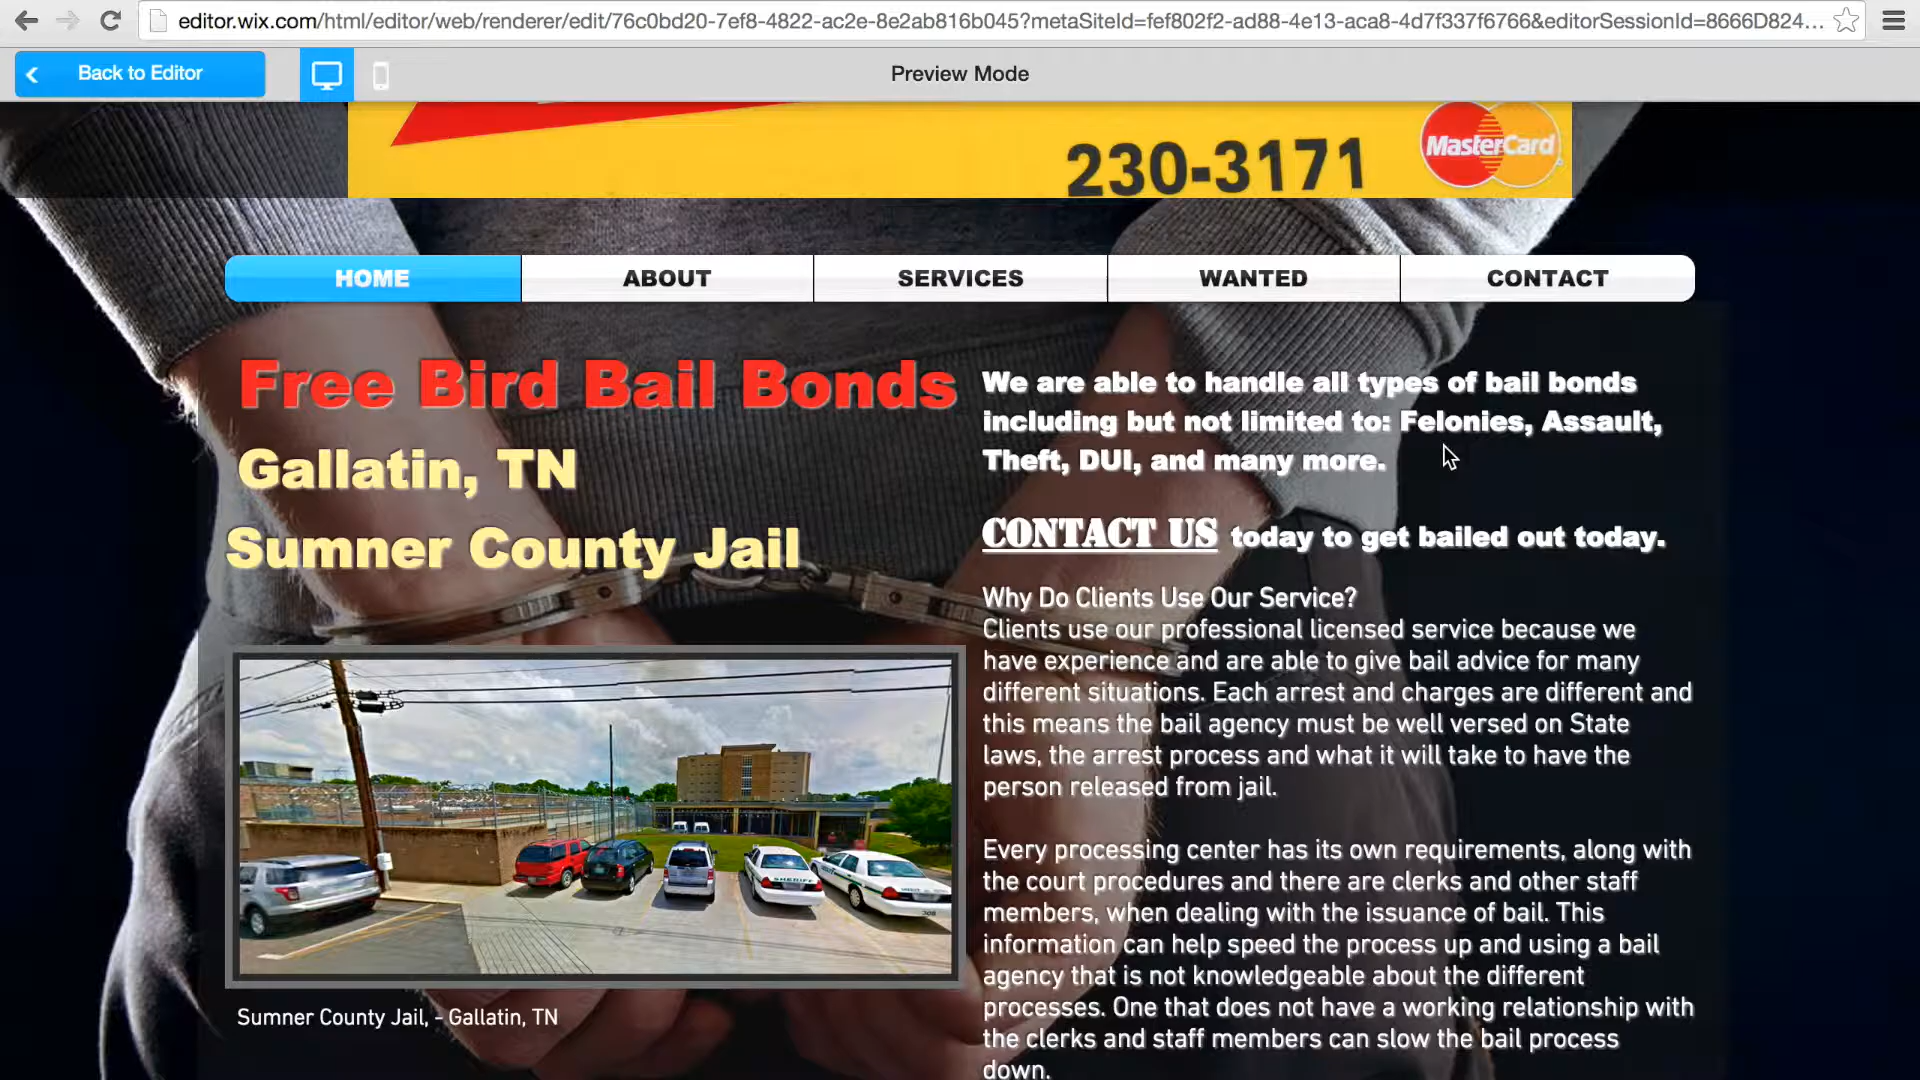 editor.wix.com/html/editor/web/renderer/edit/76c0bd20-7ef8-4822-ac2e-8e2ab816b045?metaSiteId=fef802f2-ad88-4e13-aca8-4d7f337f6766&editorSessionId=8666D824...
Back to Editor
Preview Mode
230-3171
MasterCard
HOME
ABOUT
SERVICES
WANTED
CONTACT
Free Bird Bail Bonds
Gallatin, TN
Sumner County Jail
SHERIFF
Sumner County Jail, - Gallatin, TN
We are able to handle all types of bail bonds
including but not limited to: Felonies, Assault,
Theft, DUI, and many more.
CONTACT US today to get bailed out today.
Why Do Clients Use Our Service?
Clients use our professional licensed service because we
have experience and are able to give bail advice for many
different situations. Each arrest and charges are different and
this means the bail agency must be well versed on State
laws, the arrest process and what it will take to have the
person released from jail.
Every processing center has its own requirements, along with
the court procedures and there are clerks and other staff
members, when dealing with the issuance of bail. This
information can help speed the process up and using a bail
agency that is not knowledgeable about the different
processes. One that does not have a working relationship with
the clerks and staff members can slow the bail process
down.